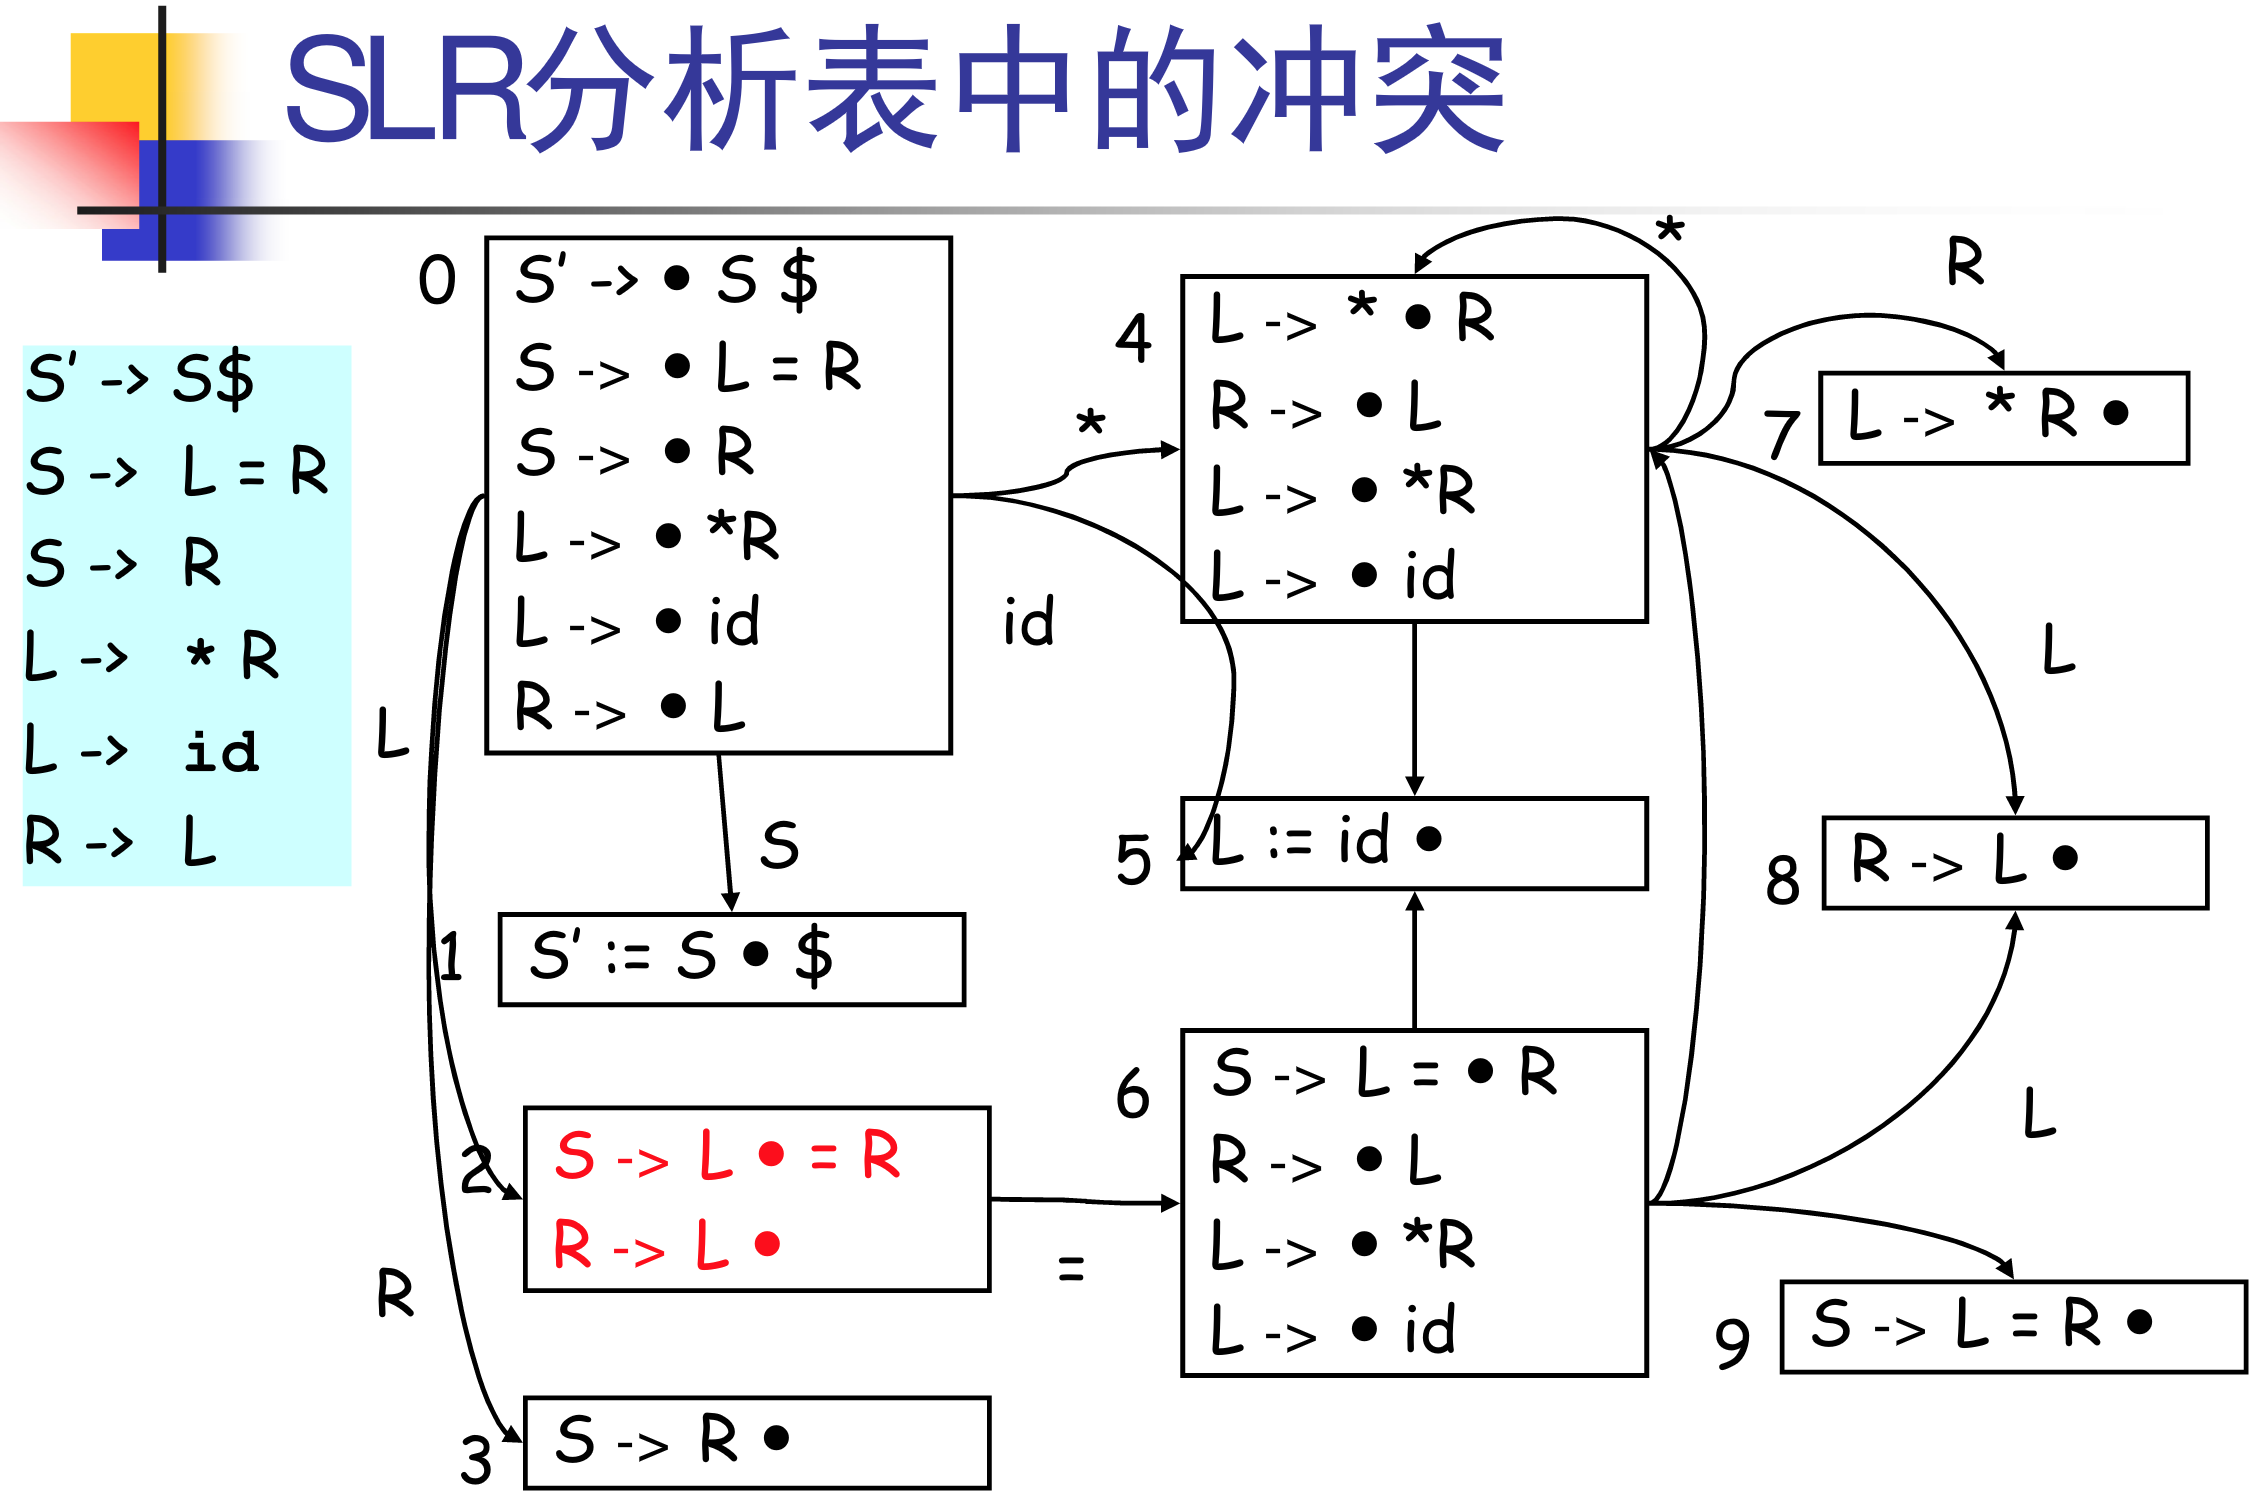 SLR分析表中的冲突
S' -> S$
S -> L = R
S -> R
L -> * R
L -> id
R -> L
0
S' -> ● S $
S -> ● L = R
S -> ● R
L -> ● *R
L -> ● id
R -> ● L
L
R
S
*
id
1
S' := S ● $
2
S -> L ● = R
R -> L ●
=
3
S -> R ●
4
L -> * ● R
R -> ● L
L -> ● *R
L -> ● id
*
R
L
5
L := id ●
6
S -> L = ● R
R -> ● L
L -> ● *R
L -> ● id
7
L -> * R ●
8
R -> L ●
L
9
S -> L = R ●